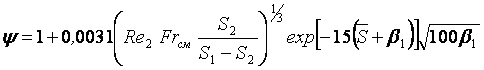 ψ = 1 + 0,0031 ( Re₂ Fr_см S₂ / (S₁ − S₂) )^(1/3) exp[−15(S̅ + β₁)] √(100β₁)